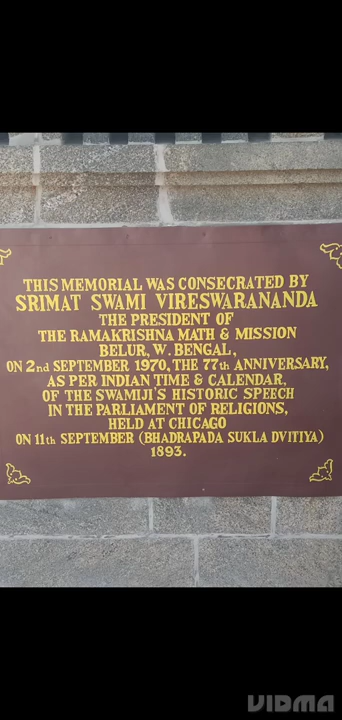 THIS MEMORIAL WAS CONSECRATED BY
SRIMAT SWAMI VIRESWARANANDA
THE PRESIDENT OF
THE RAMAKRISHNA MATH & MISSION
BELUR, W. BENGAL,
ON 2nd SEPTEMBER 1970, THE 77th ANNIVERSARY,
AS PER INDIAN TIME & CALENDAR,
OF THE SWAMIJI'S HISTORIC SPEECH
IN THE PARLIAMENT OF RELIGIONS,
HELD AT CHICAGO
ON 11th SEPTEMBER (BHADRAPADA SUKLA DVITIYA)
1893.
VIDMA